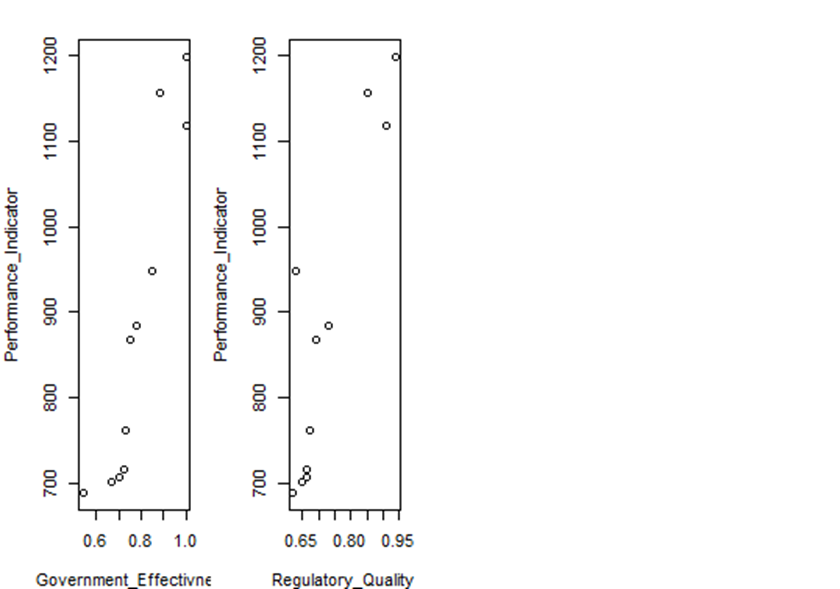 Performance_Indicator
1200
1100
1000
900
800
700
0.6 0.8 1.0
Government_Effectivne
Performance_Indicator
1200
1100
1000
900
800
700
0.65 0.80 0.95
Regulatory_Quality